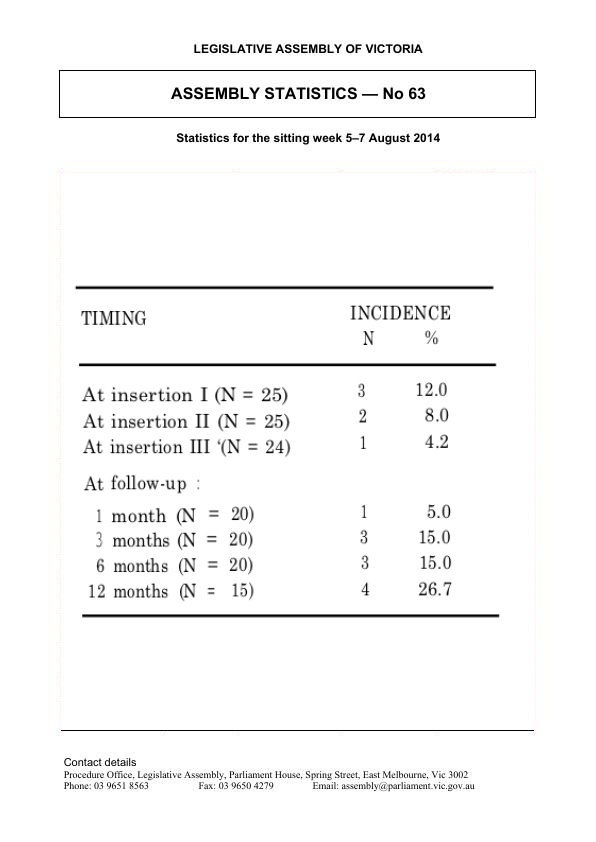 LEGISLATIVE ASSEMBLY OF VICTORIA
ASSEMBLY STATISTICS — No 63
Statistics for the sitting week 5–7 August 2014
TIMING INCIDENCE
N %
At insertion I (N = 25) 3 12.0
At insertion II (N = 25) 2 8.0
At insertion III ‘(N = 24) 1 4.2
At follow-up :
1 month (N = 20) 1 5.0
3 months (N = 20) 3 15.0
6 months (N = 20) 3 15.0
12 months (N = 15) 4 26.7
Contact details
Procedure Office, Legislative Assembly, Parliament House, Spring Street, East Melbourne, Vic 3002
Phone: 03 9651 8563 Fax: 03 9650 4279 Email: assembly@parliament.vic.gov.au